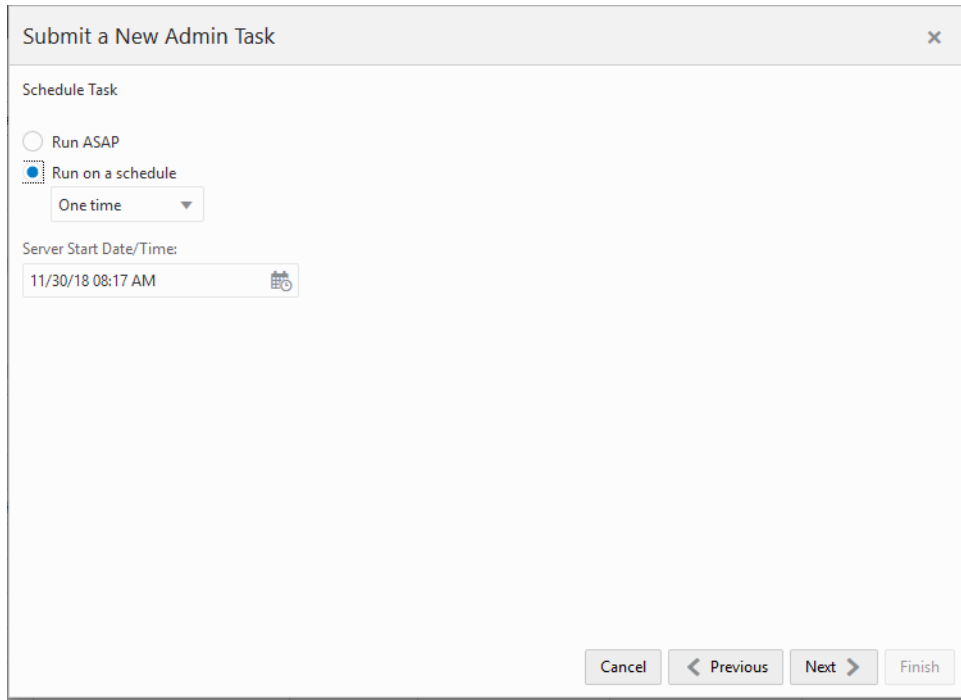 Submit a New Admin Task
Schedule Task
Run ASAP
Run on a schedule
One time
Server Start Date/Time:
11/30/18 08:17 AM
Cancel Previous Next Finish